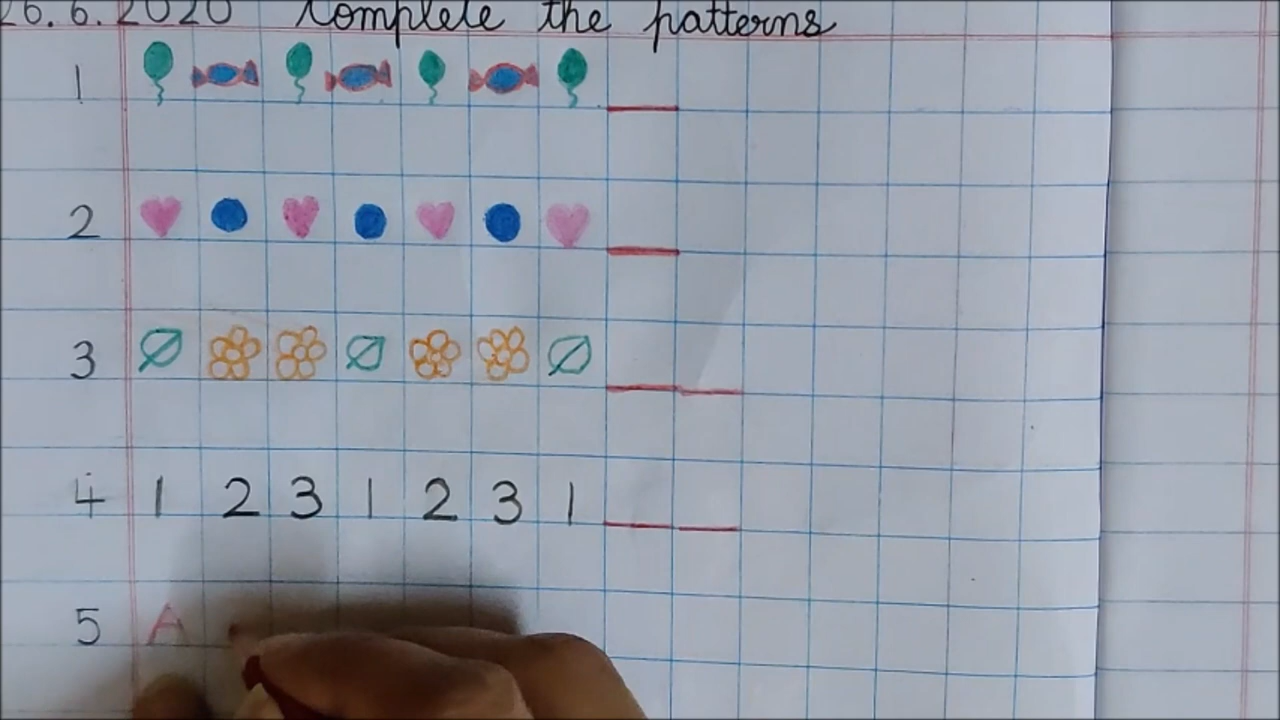 26.6.2020 Complete the patterns
1
2
3
4 1 2 3 1 2 3 1
5 A